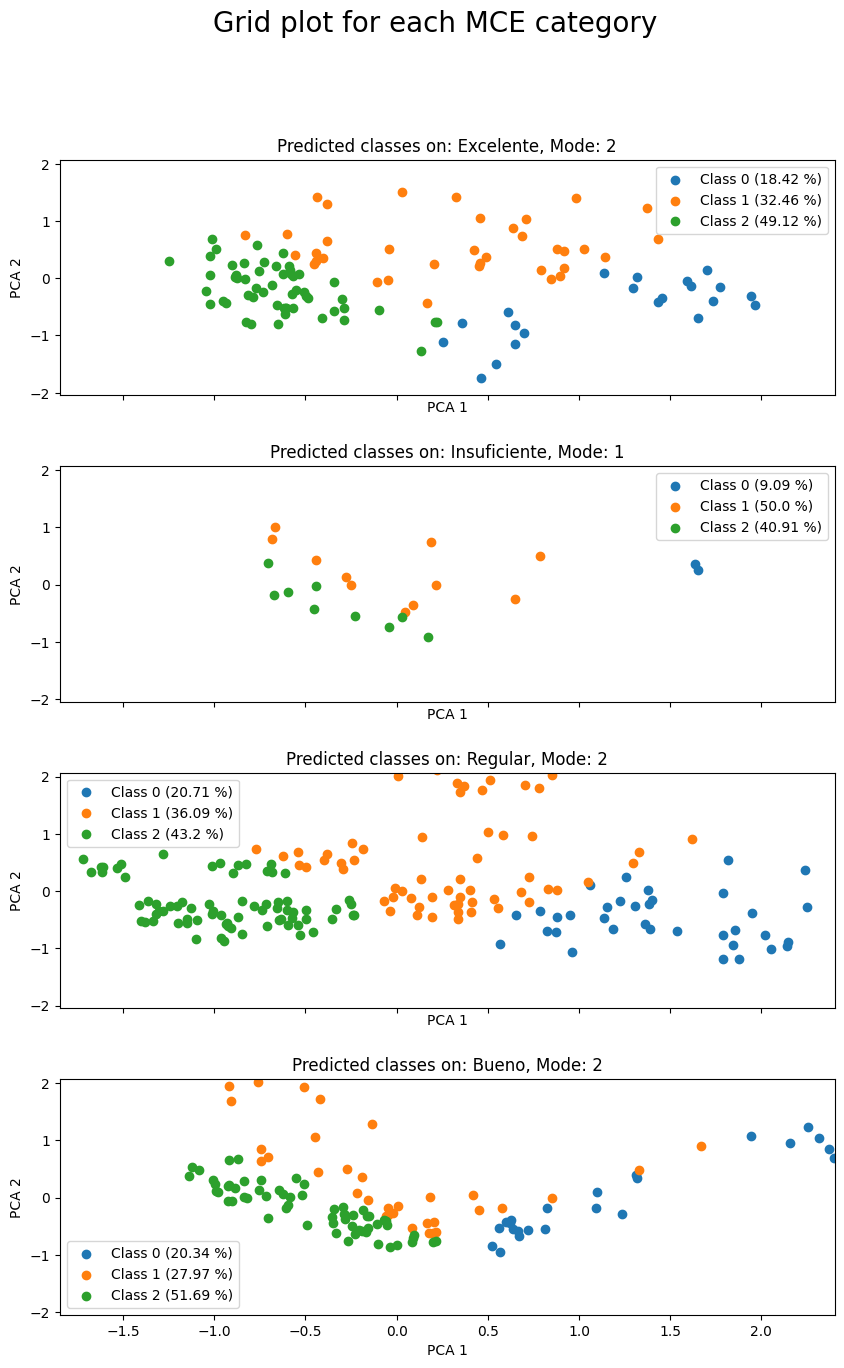 Grid plot for each MCE category
Predicted classes on: Excelente, Mode: 2
2
1
0
−1
−2
PCA 2
Class 0 (18.42 %)
Class 1 (32.46 %)
Class 2 (49.12 %)
PCA 1
Predicted classes on: Insuficiente, Mode: 1
2
1
0
−1
−2
PCA 2
Class 0 (9.09 %)
Class 1 (50.0 %)
Class 2 (40.91 %)
PCA 1
Predicted classes on: Regular, Mode: 2
2
1
0
−1
−2
PCA 2
Class 0 (20.71 %)
Class 1 (36.09 %)
Class 2 (43.2 %)
PCA 1
Predicted classes on: Bueno, Mode: 2
2
1
0
−1
−2
PCA 2
Class 0 (20.34 %)
Class 1 (27.97 %)
Class 2 (51.69 %)
−1.5 −1.0 −0.5 0.0 0.5 1.0 1.5 2.0
PCA 1